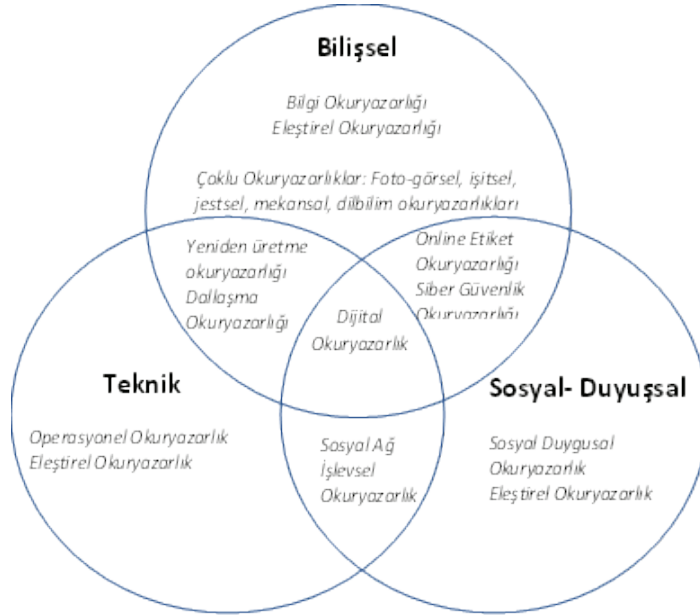 Bilişsel
Bilgi Okuryazarlığı
Eleştirel Okuryazarlığı
Çoklu Okuryazarlıklar: Foto-görsel, işitsel,
jestsel, mekansal, dilbilim okuryazarlıkları
Yeniden üretme
okuryazarlığı
Dallaşma
Okuryazarlığı
Online Etiket
Okuryazarlığı
Siber Güvenlik
Okuryazarlığı
Dijital
Okuryazarlık
Teknik
Operasyonel Okuryazarlık
Eleştirel Okuryazarlık
Sosyal Ağ
İşlevsel
Okuryazarlık
Sosyal- Duyuşsal
Sosyal Duygusal
Okuryazarlık
Eleştirel Okuryazarlık